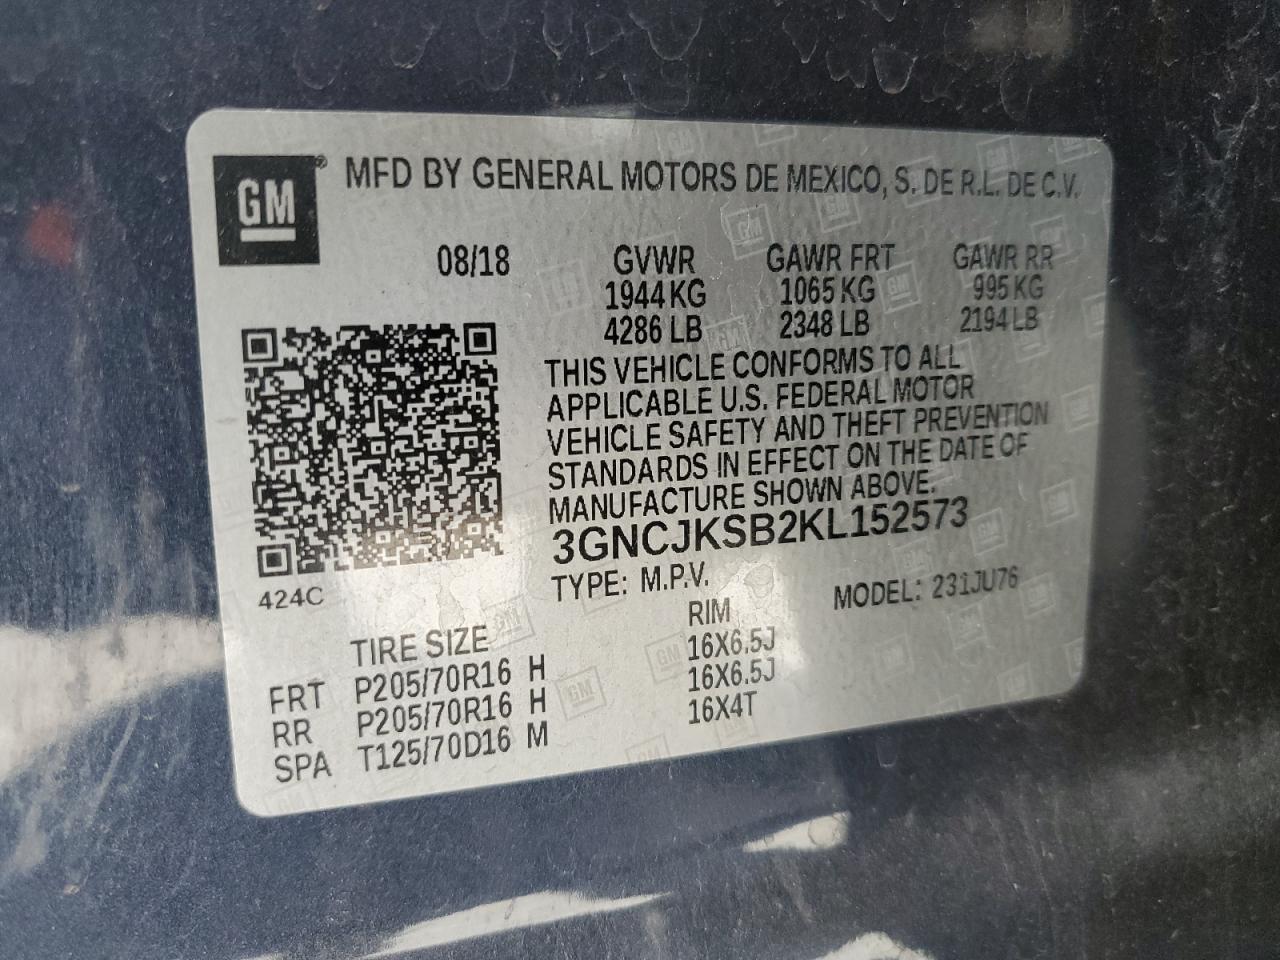 GM® MFD BY GENERAL MOTORS DE MEXICO, S. DE R.L. DE C.V.
08/18 GVWR GAWR FRT GAWR RR
1944 KG 1065 KG 995 KG
4286 LB 2348 LB 2194 LB
THIS VEHICLE CONFORMS TO ALL
APPLICABLE U.S. FEDERAL MOTOR
VEHICLE SAFETY AND THEFT PREVENTION
STANDARDS IN EFFECT ON THE DATE OF
MANUFACTURE SHOWN ABOVE.
3GNCJKSB2KL152573
TYPE: M.P.V. MODEL: 231JU76
424C
TIRE SIZE RIM
FRT P205/70R16 H 16X6.5J
RR P205/70R16 H 16X6.5J
SPA T125/70D16 M 16X4T